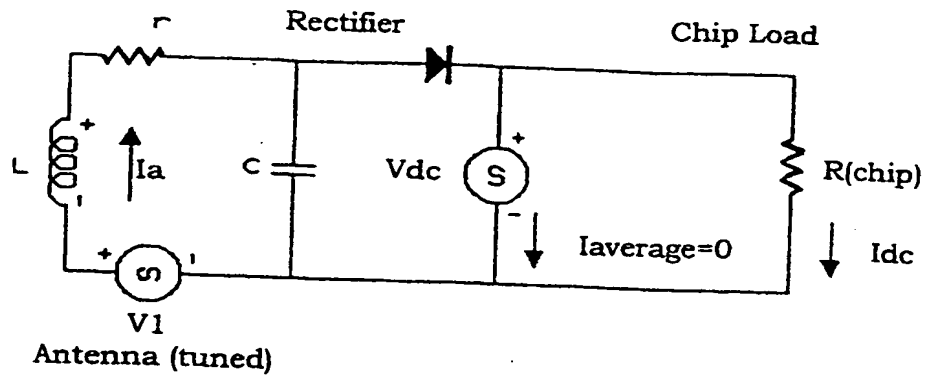 r
Rectifier
Chip Load
+
L
Ia
C
Vdc
+
S
-
R(chip)
Iaverage=0
Idc
+
S
V1
Antenna (tuned)